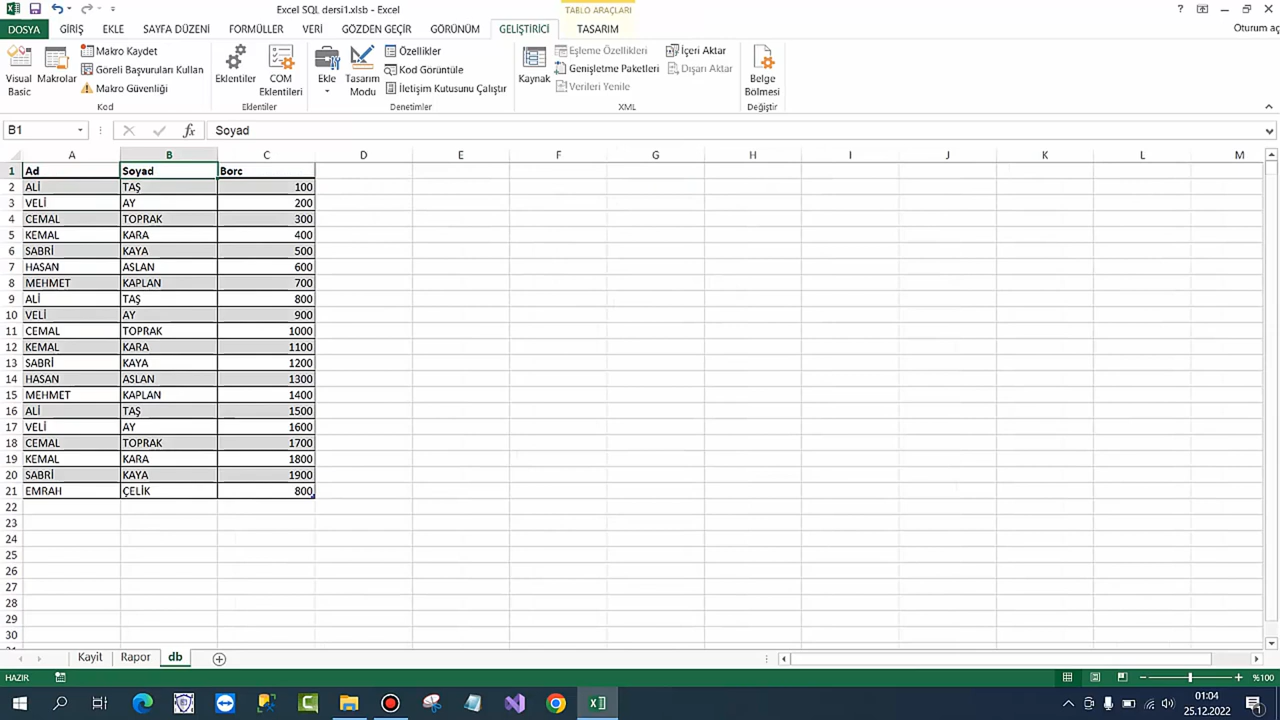 Excel SQL dersi1.xlsb - Excel
TABLO ARAÇLARI
?
DOSYA GİRİŞ EKLE SAYFA DÜZENİ FORMÜLLER VERİ GÖZDEN GEÇİR GÖRÜNÜM GELİŞTİRİCİ TASARIM Oturum aç
Visual Basic
Makrolar
Makro Kaydet
Göreli Başvuruları Kullan
Makro Güvenliği
Kod
Eklentiler
COM Eklentileri
Eklentiler
Ekle
Tasarım Modu
Özellikler
Kod Görüntüle
İletişim Kutusunu Çalıştır
Denetimler
Kaynak
Eşleme Özellikleri
Genişletme Paketleri
Verileri Yenile
İçeri Aktar
Dışarı Aktar
XML
Belge Bölmesi
Değiştir
B1 fx Soyad
A B C D E F G H I J K L M
1 Ad Soyad Borc
2 ALİ TAŞ 100
3 VELİ AY 200
4 CEMAL TOPRAK 300
5 KEMAL KARA 400
6 SABRİ KAYA 500
7 HASAN ASLAN 600
8 MEHMET KAPLAN 700
9 ALİ TAŞ 800
10 VELİ AY 900
11 CEMAL TOPRAK 1000
12 KEMAL KARA 1100
13 SABRİ KAYA 1200
14 HASAN ASLAN 1300
15 MEHMET KAPLAN 1400
16 ALİ TAŞ 1500
17 VELİ AY 1600
18 CEMAL TOPRAK 1700
19 KEMAL KARA 1800
20 SABRİ KAYA 1900
21 EMRAH ÇELİK 800
22
23
24
25
26
27
28
29
30
Kayit Rapor db
HAZIR %100
01:04
25.12.2022